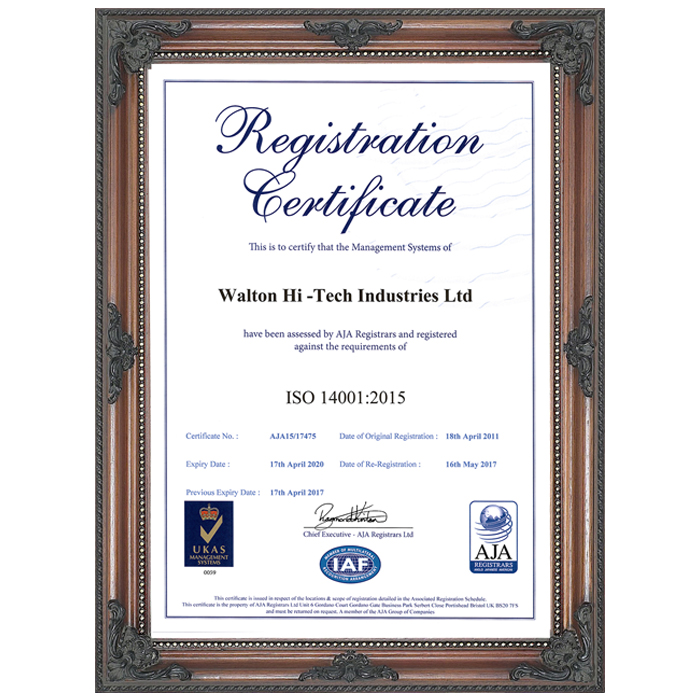 Registration
Certificate
This is to certify that the Management Systems of
Walton Hi -Tech Industries Ltd
have been assessed by AJA Registrars and registered
against the requirements of
ISO 14001:2015
Certificate No. : AJA15/17475 Date of Original Registration : 18th April 2011
Expiry Date : 17th April 2020 Date of Re-Registration : 16th May 2017
Previous Expiry Date : 17th April 2017
Chief Executive - AJA Registrars Ltd
UKAS
MANAGEMENT
SYSTEMS
0059
MEMBER OF MULTILATERAL
IAF
RECOGNITION ARRANGEMENT
AJA
REGISTRARS
This certificate is issued in respect of the locations & scope of registration detailed in the Associated Registration Schedule.
This certificate is the property of AJA Registrars Ltd Unit 6 Gordano Court Gordano Gate Business Park Serbert Close Portishead Bristol UK BS20 7FS
and must be returned on request. A member of the AJA Group of Companies